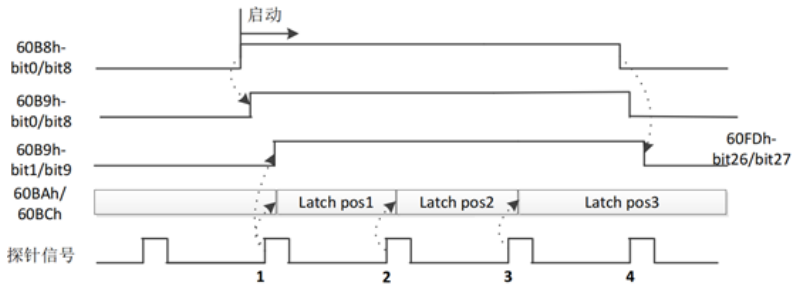 启动
60B8h-
bit0/bit8
60B9h-
bit0/bit8
60B9h-
bit1/bit9
60FDh-
bit26/bit27
60BAh/
60BCh
Latch pos1
Latch pos2
Latch pos3
探针信号
1
2
3
4